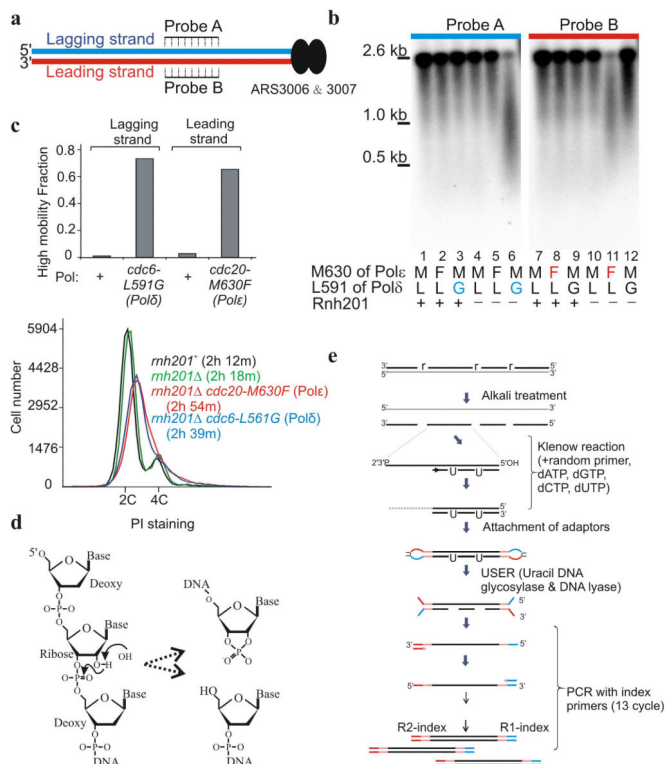 a
Probe A
5'
Lagging strand
3'
Leading strand
Probe B
ARS3006 & 3007
b
Probe A
Probe B
2.6 kb
1.0 kb
0.5 kb
1 2 3 4 5 6 7 8 9 10 11 12
M630 of Polε M F M M F M M F M M F M
L591 of Polδ L L G L L G L L G L L G
Rnh201 + + + − − − + + + − − −
c
Lagging strand
Leading strand
High mobility Fraction
0.8
0.6
0.4
0.2
0
Pol: + cdc6-L591G (Polδ) + cdc20-M630F (Polε)
Cell number
5904
4428
2952
1476
rnh201+ (2h 12m)
rnh201Δ (2h 18m)
rnh201Δ cdc20-M630F (Polε)
(2h 54m)
rnh201Δ cdc6-L561G (Polδ)
(2h 39m)
2C 4C
PI staining
d
5'
O
O
Base
Deoxy
O
O-P=O
O
O
Base
Ribose
O
O-H
OH
O-P=O
O
O
Base
Deoxy
O
O-P=O
DNA
DNA
O
O
Base
O
O
P
O
O-
HO
O
Base
O
O-P=O
O
DNA
e
3' r r r 5'
5' 3'
Alkali treatment
5' 3'
3' 5'
2'3'P 5'OH
U U
Klenow reaction
(+random primer,
dATP, dGTP,
dCTP, dUTP)
5'
U U 3'
Attachment of adaptors
U U
USER (Uracil DNA
glycosylase & DNA lyase)
5'
3'
3' 5'
5' 3'
PCR with index
primers (13 cycle)
R2-index R1-index